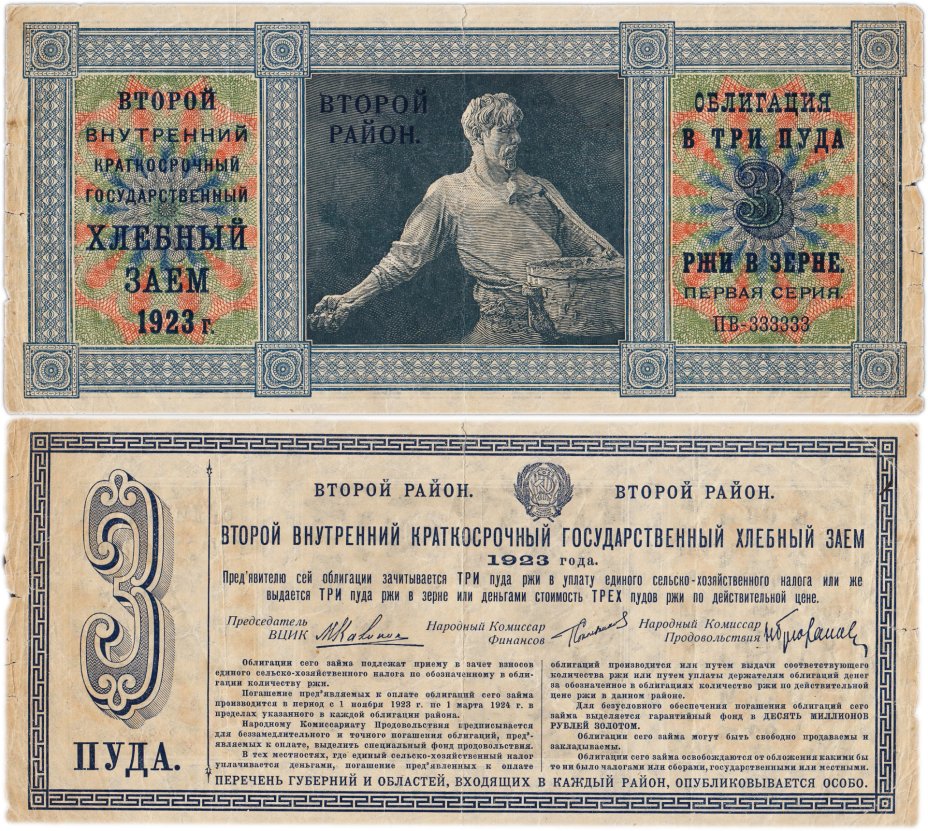 ВТОРОЙ
ВНУТРЕННИЙ
КРАТКОСРОЧНЫЙ
ГОСУДАРСТВЕННЫЙ
ХЛЕБНЫЙ
ЗАЕМ
1923 г.
ВТОРОЙ
РАЙОН.
ОБЛИГАЦИЯ
В ТРИ ПУДА
3
РЖИ В ЗЕРНЕ.
ПЕРВАЯ СЕРИЯ.
ПВ-333333
3
ПУДА.
ВТОРОЙ РАЙОН. ВТОРОЙ РАЙОН.
ВТОРОЙ ВНУТРЕННИЙ КРАТКОСРОЧНЫЙ ГОСУДАРСТВЕННЫЙ ХЛЕБНЫЙ ЗАЕМ
1923 года.
Пред'явителю сей облигации зачитывается ТРИ пуда ржи в уплату единого сельско-хозяйственного налога или же
выдается ТРИ пуда ржи в зерне или деньгами стоимость ТРЕХ пудов ржи по действительной цене.
Председатель
ВЦИК
Народный Комиссар
Финансов
Народный Комиссар
Продовольствия
Облигации сего займа подлежат приему в зачет взносов
единого сельско-хозяйственного налога по обозначенному в обли-
гации количеству ржи.
Погашение пред'явленных к оплате облигаций сего займа
производится в период с 1 ноября 1923 г. по 1 марта 1924 г. в
пределах указанного в каждой облигации района.
Народному Комиссариату Продовольствия предписывается
для беззамедлительного и точного погашения облигаций, пред'-
являемых к оплате, выделить специальный фонд продовольствия.
В тех местностях, где единый сельско-хозяйственный налог
уплачивается деньгами, погашение пред'явленных к оплате
облигаций производится или путем выдачи соответствующего
количества ржи или путем уплаты держателям облигаций денег
за обозначенное в облигациях количество ржи по действительной
цене ржи в данном районе.
Для безусловного обеспечения погашения облигаций сего
займа выделяется гарантийный фонд в ДЕСЯТЬ МИЛЛИОНОВ
РУБЛЕЙ ЗОЛОТОМ.
Облигации сего займа могут быть свободно продаваемы и
закладываемы.
Облигации сего займа освобождаются от обложения какими бы
то ни было налогами или сборами, государственными и местными.
ПЕРЕЧЕНЬ ГУБЕРНИЙ И ОБЛАСТЕЙ, ВХОДЯЩИХ В КАЖДЫЙ РАЙОН, ОПУБЛИКОВЫВАЕТСЯ ОСОБО.